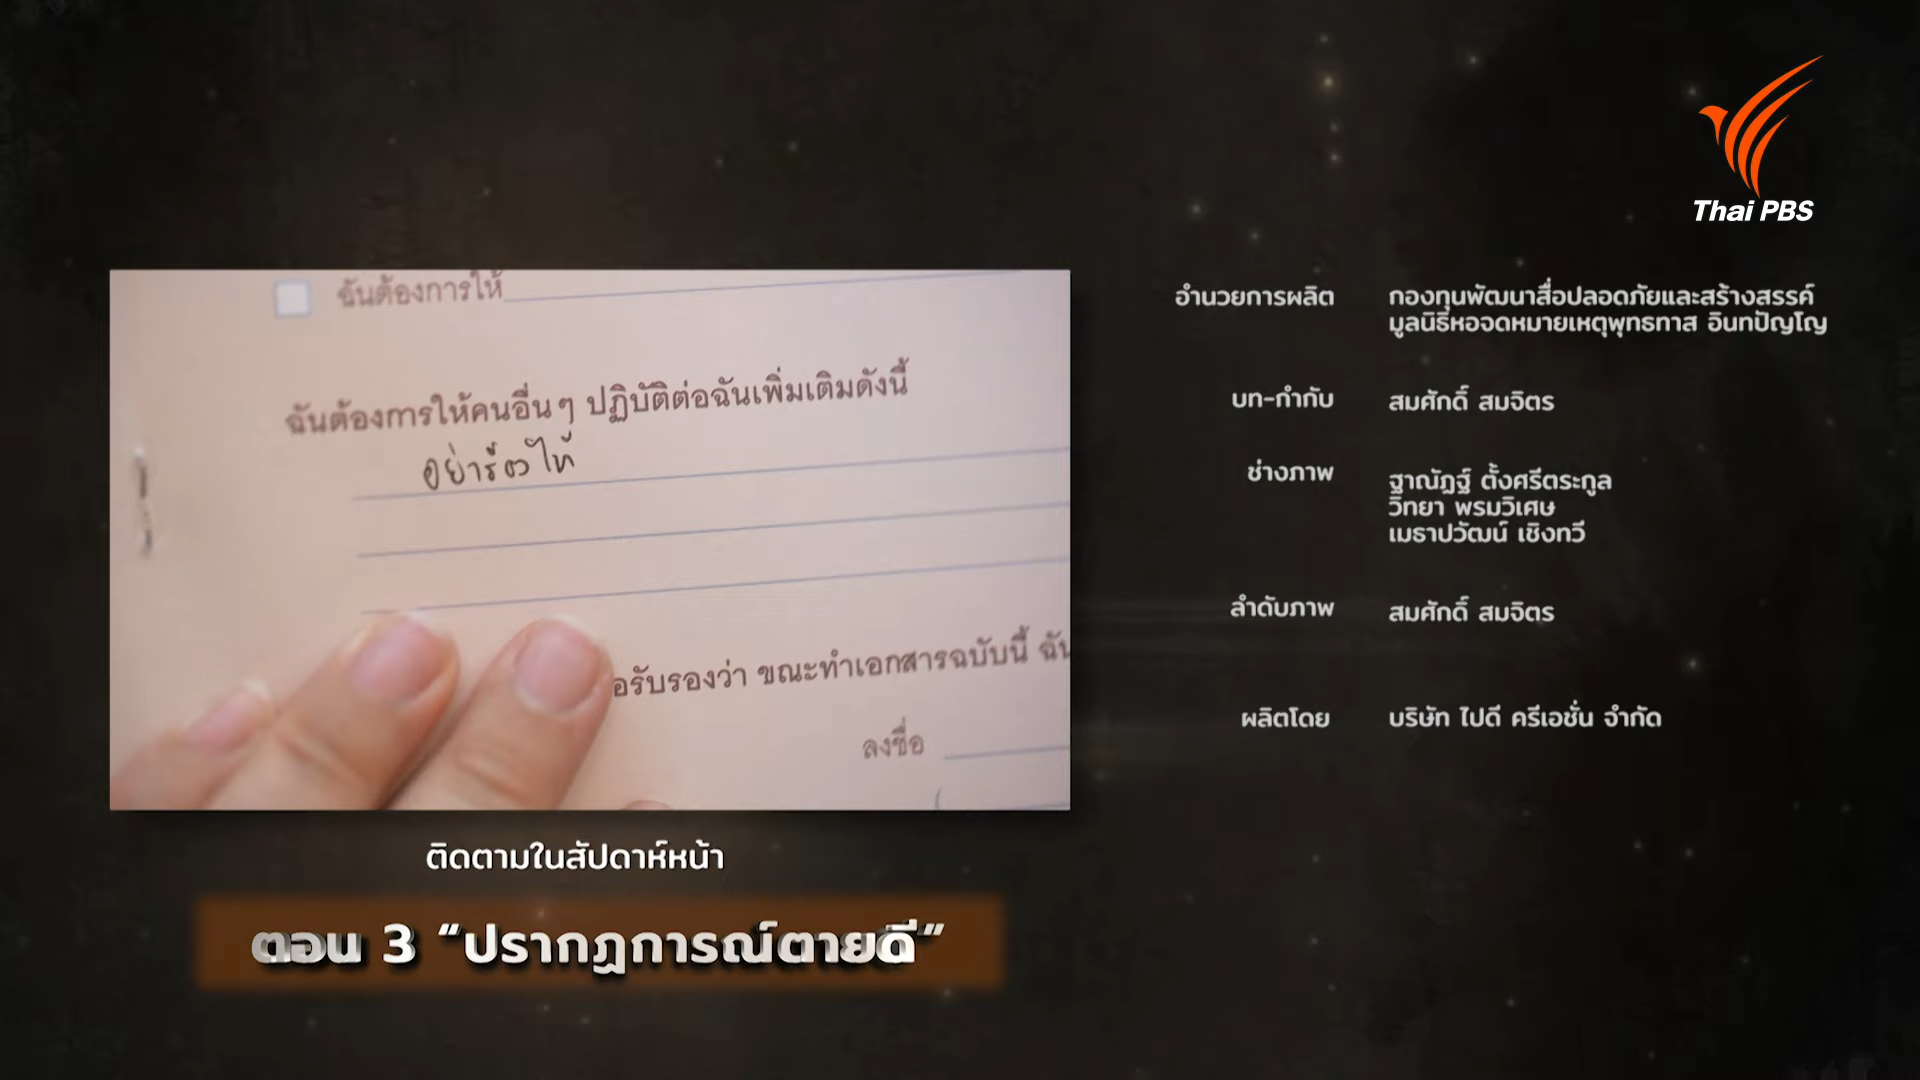 Thai PBS
ฉันต้องการให้
ฉันต้องการให้คนอื่นๆ ปฏิบัติต่อฉันเพิ่มเติมดังนี้
อย่าร้องไห้
อรับรองว่า ขณะทำเอกสารฉบับนี้ ฉัน
ลงชื่อ
ติดตามในสัปดาห์หน้า
ตอน 3 “ปรากฏการณ์ตายดี”
อำนวยการผลิต กองทุนพัฒนาสื่อปลอดภัยและสร้างสรรค์
มูลนิธิหอจดหมายเหตุพุทธทาส อินทปัญโญ
บท-กำกับ สมศักดิ์ สมจิตร
ช่างภาพ ฐาณัฏฐ์ ตั้งศรีตระกูล
วิทยา พรมวิเศษ
เมธาปวัฒน์ เชิงทวี
ลำดับภาพ สมศักดิ์ สมจิตร
ผลิตโดย บริษัท ไปดี ครีเอชั่น จำกัด